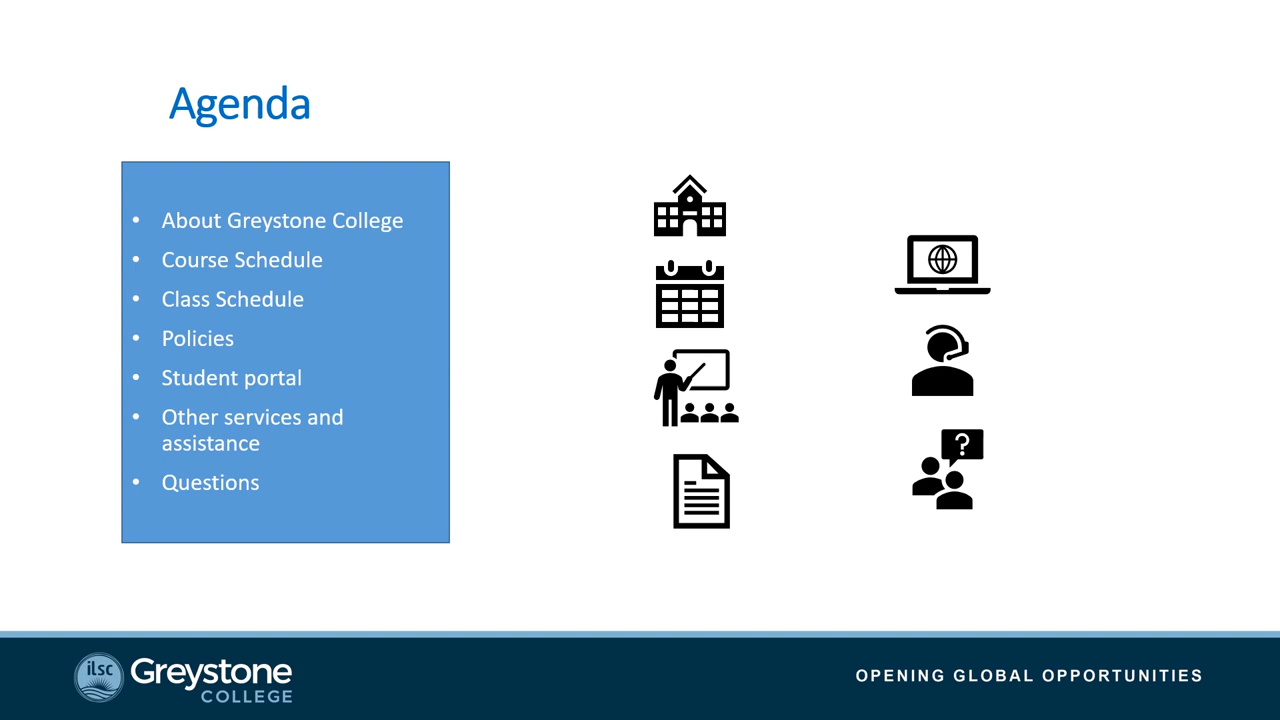 Agenda
• About Greystone College
• Course Schedule
• Class Schedule
• Policies
• Student portal
• Other services and
assistance
• Questions
?
ilsc
Greystone
COLLEGE
OPENING GLOBAL OPPORTUNITIES